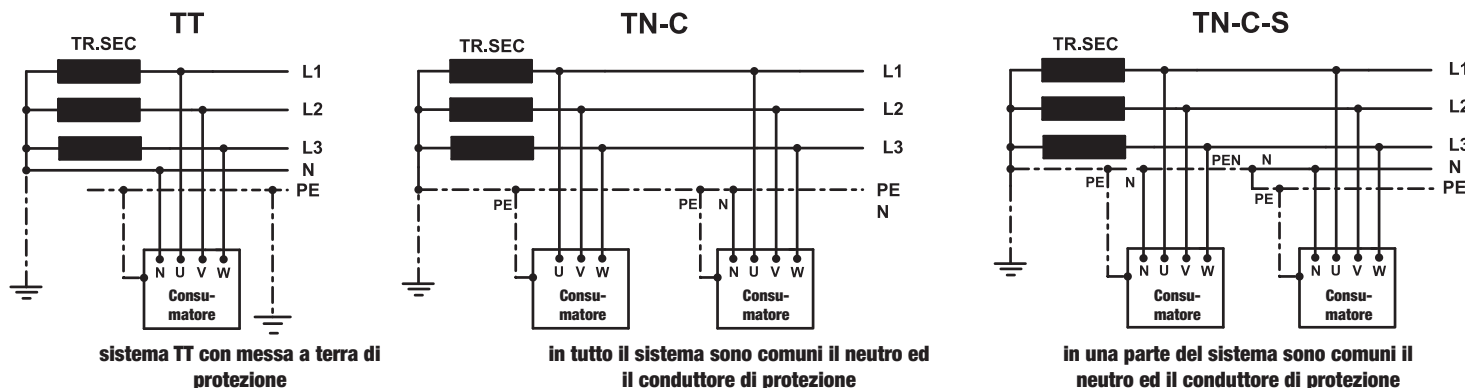 TT
TR.SEC
L1
L2
L3
N
PE
N U V W
Consu-
matore
sistema TT con messa a terra di
protezione
TN-C
TR.SEC
L1
L2
L3
PE
N
PE
PE N
U V W
Consu-
matore
N U V W
Consu-
matore
in tutto il sistema sono comuni il neutro ed
il conduttore di protezione
TN-C-S
TR.SEC
L1
L2
L3
PEN N
N
PE N
PE
PE
N U V W
Consu-
matore
N U V W
Consu-
matore
in una parte del sistema sono comuni il
neutro ed il conduttore di protezione